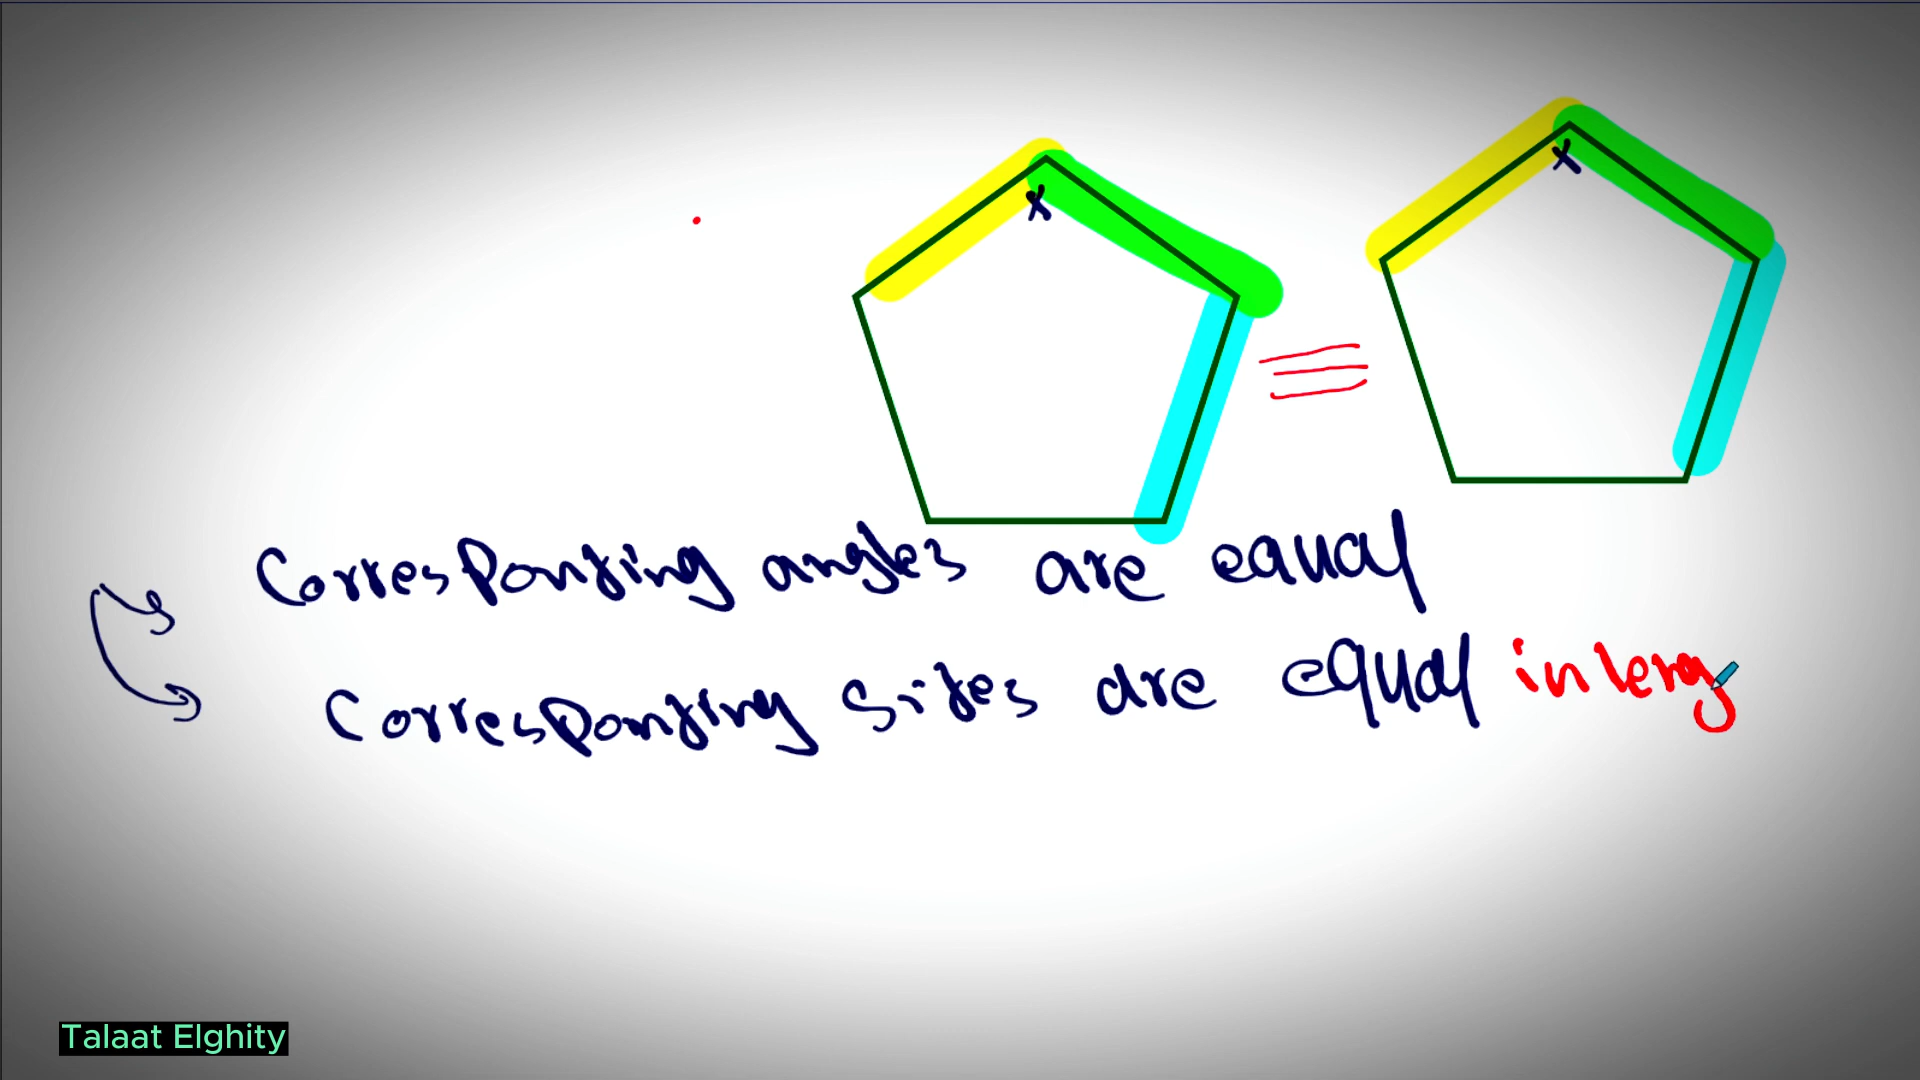 x
x
Corresponding angles are equal
Corresponding sides are equal in leng
Talaat Elghity